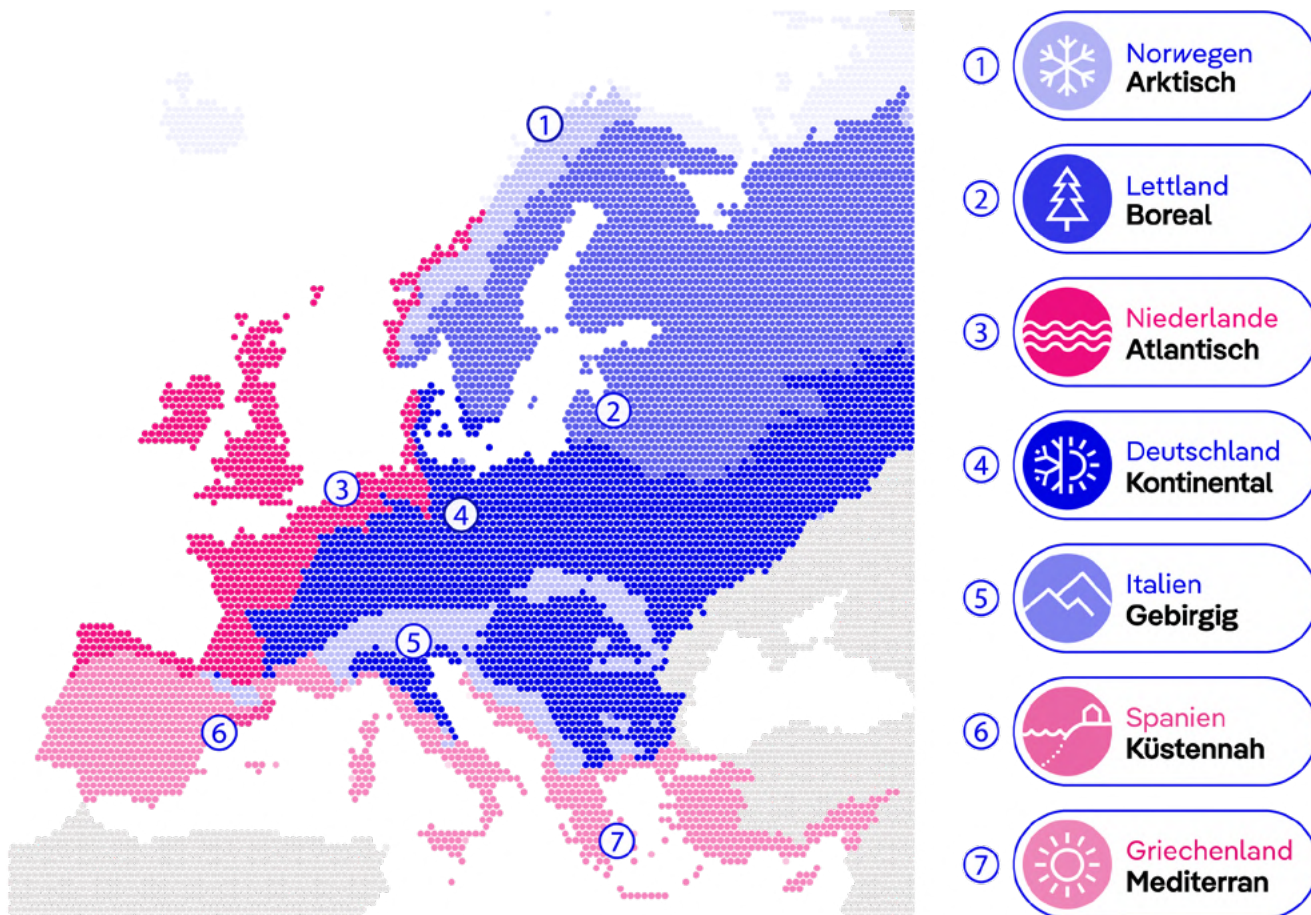 1
Norwegen
Arktisch
2
Lettland
Boreal
3
Niederlande
Atlantisch
4
Deutschland
Kontinental
5
Italien
Gebirgig
6
Spanien
Küstennah
7
Griechenland
Mediterran
1
2
3
4
5
6
7